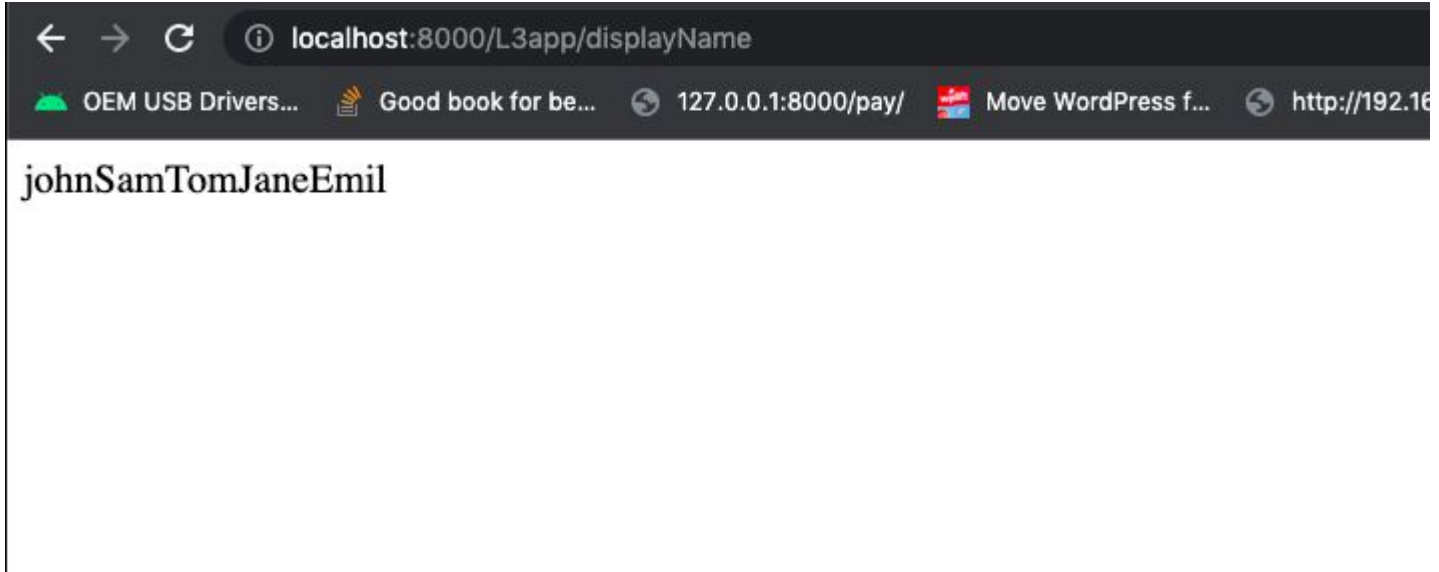 localhost:8000/L3app/displayName
OEM USB Drivers... Good book for be... 127.0.0.1:8000/pay/ Move WordPress f... http://192.16
johnSamTomJaneEmil